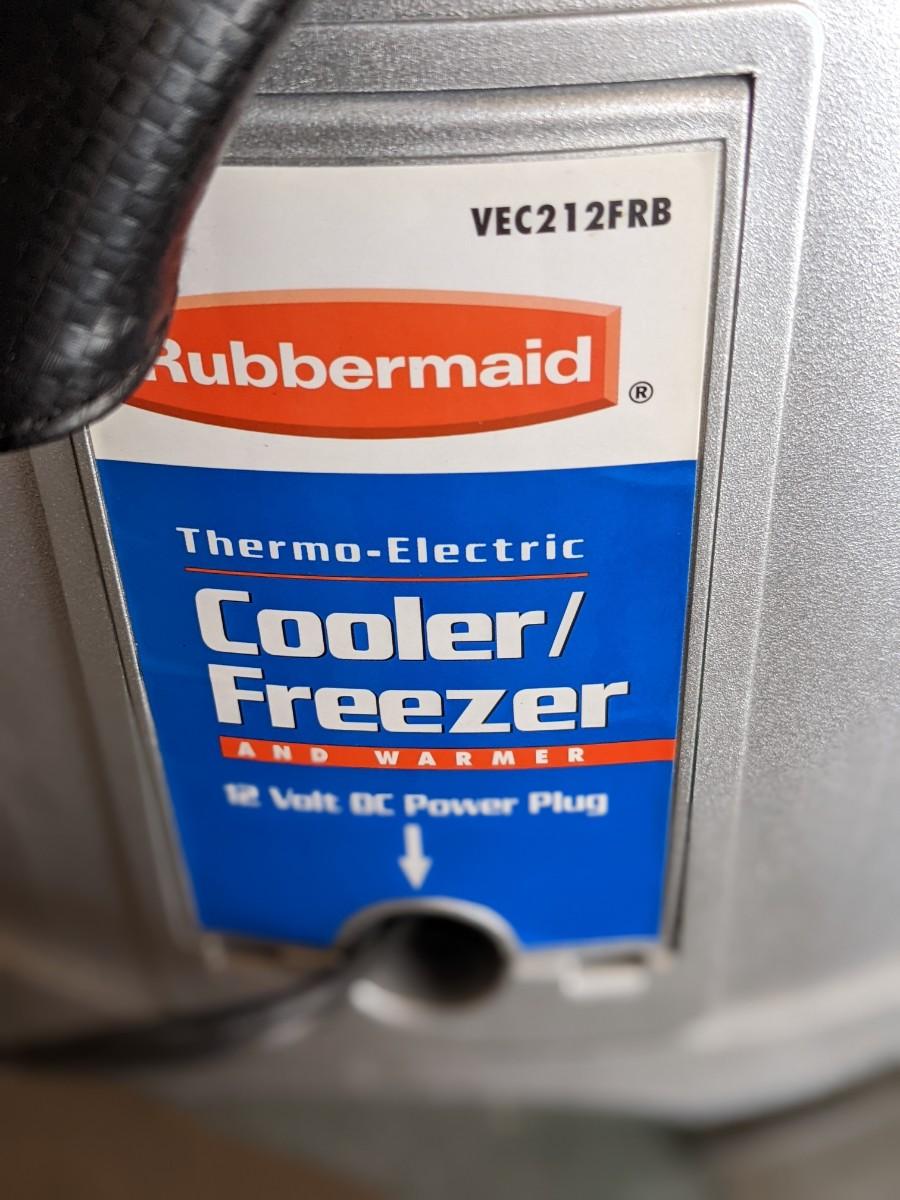 VEC212FRB
Rubbermaid
®
Thermo-Electric
Cooler/
Freezer
AND WARMER
12 Volt DC Power Plug